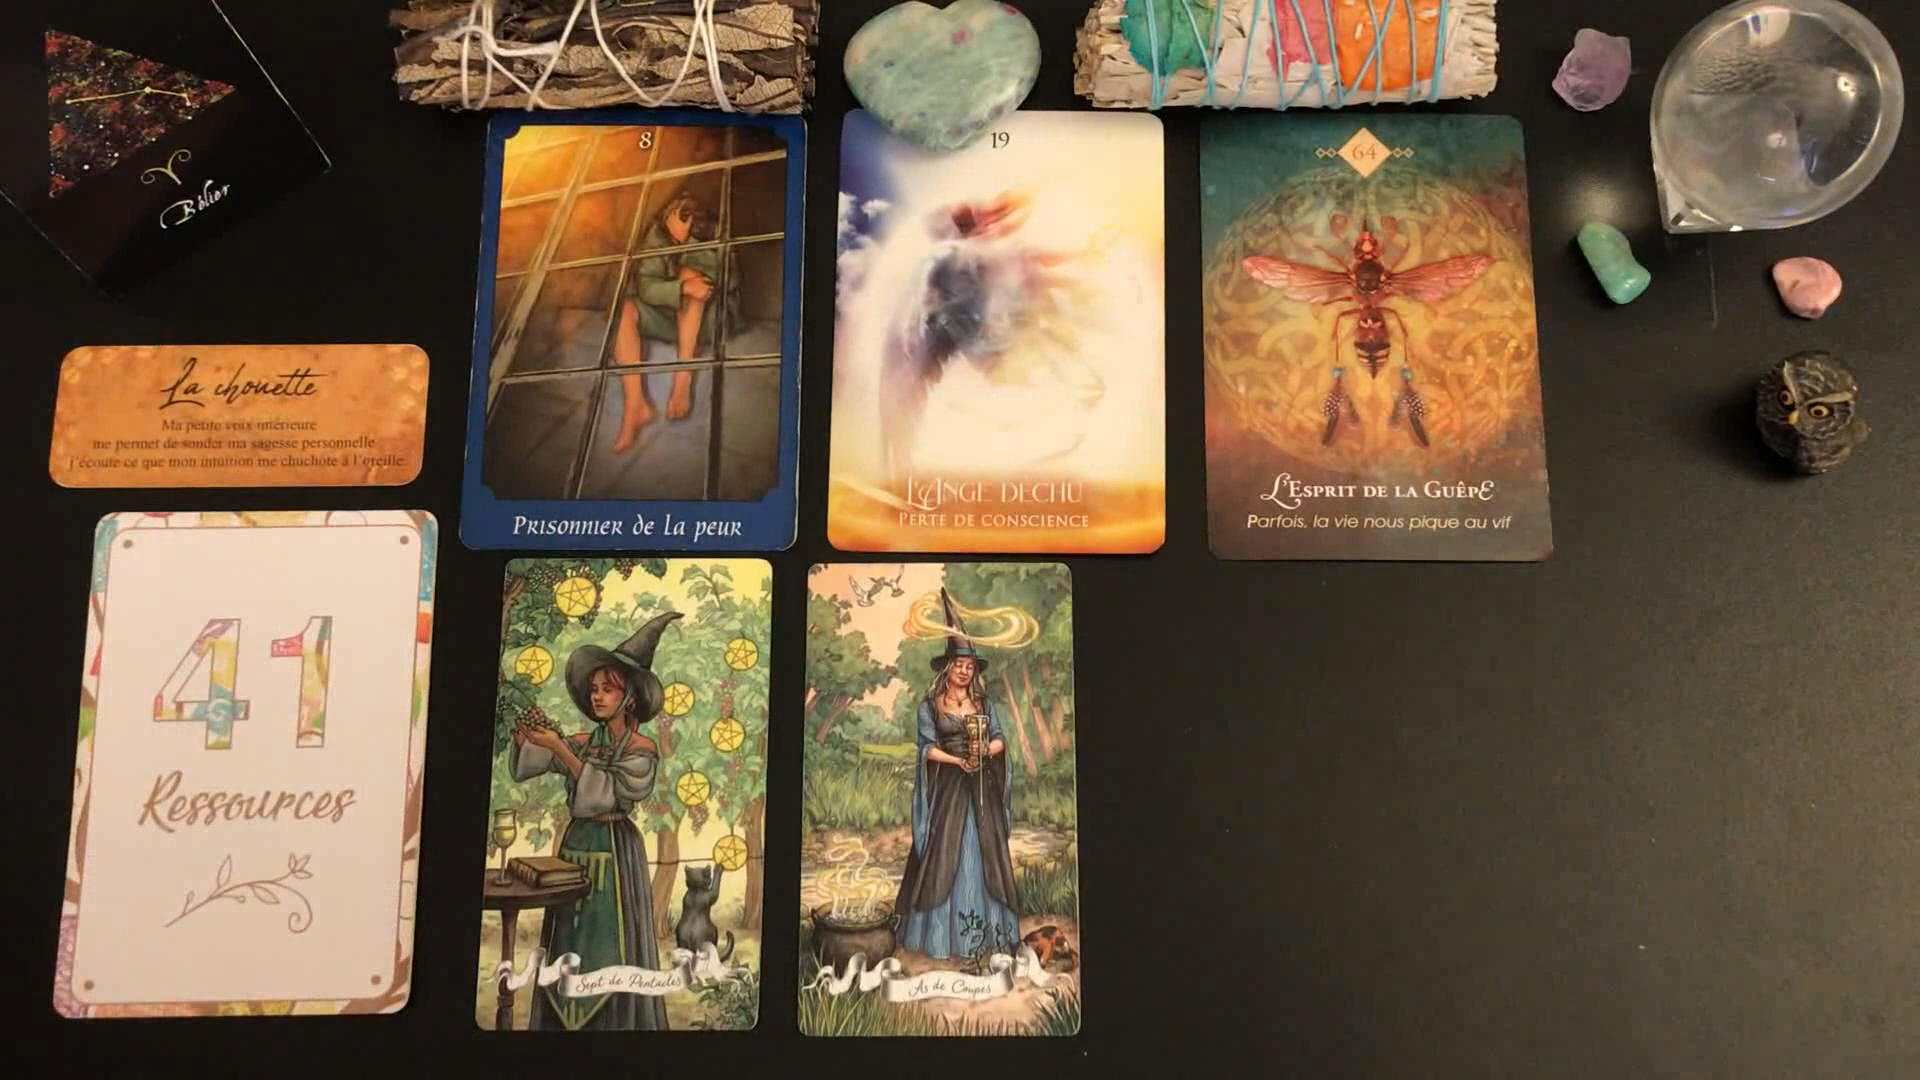 Bélier
8
Prisonnier de la peur
19
L'Ange Déchu
Perte de conscience
64
L'Esprit de la Guêpe
Parfois, la vie nous pique au vif
La chouette
Ma petite voix intérieure
me permet de sonder ma sagesse personnelle
j'écoute ce que mon intuition me chuchote à l'oreille.
41
Ressources
Sept de Pentacles
As de Coupes